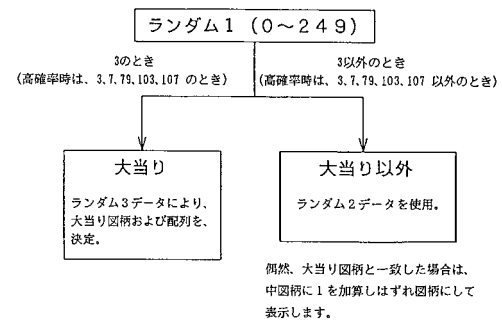 ランダム1(0~249)
3のとき
(高確率時は、3,7,79,103,107 のとき)
3以外のとき
(高確率時は、3,7,79,103,107 以外のとき)
大当り
ランダム3データにより、
大当り図柄および配列を、
決定。
大当り以外
ランダム2データを使用。
偶然、大当り図柄と一致した場合は、
中図柄に1を加算しはずれ図柄にして
表示します。